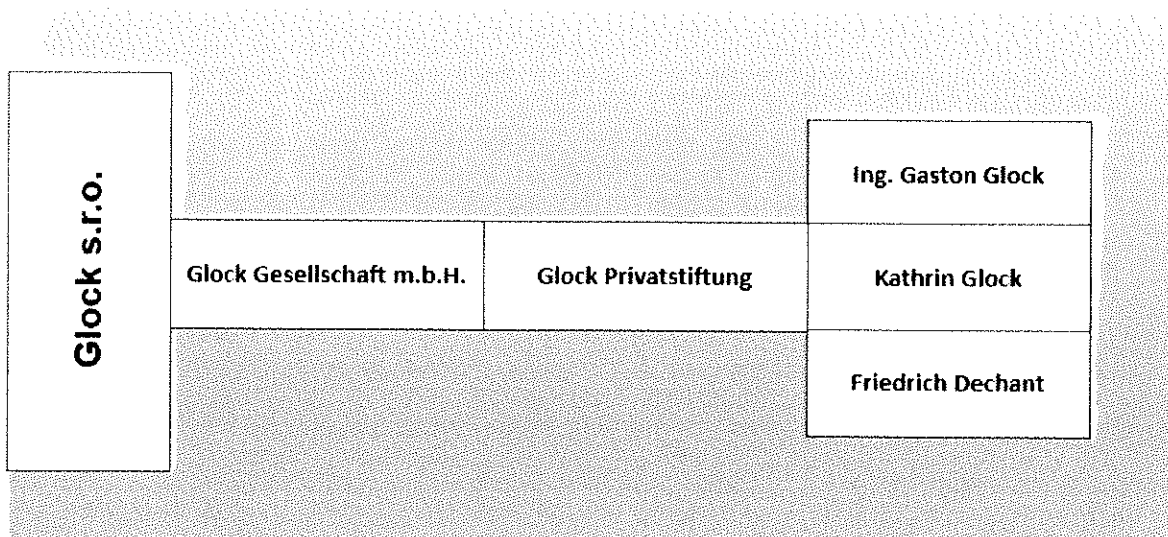 Glock s.r.o.
Glock Gesellschaft m.b.H.
Glock Privatstiftung
Ing. Gaston Glock
Kathrin Glock
Friedrich Dechant